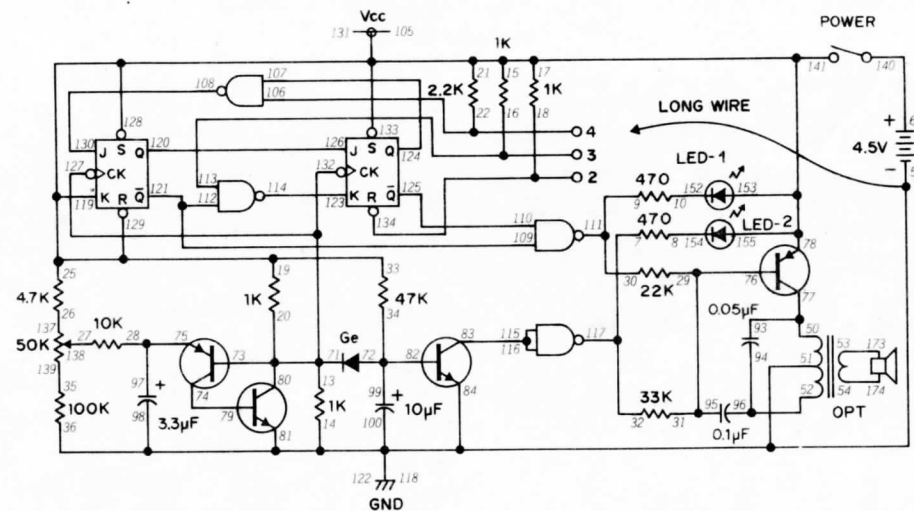 Vcc
131 105
POWER
141 140
1K
107
108
106
21 15 17
2.2K 1K
22 16 18
LONG WIRE
+ 6
4.5V
− 5
128
133
130 J S Q 120
126 J S Q 124
4
3
2
127 CK
132 CK
119 K R Q̄ 121
123 K R Q̄ 125
129
134
113
112
114
110
109
111
LED-1
470
9 10 152 153
LED-2
470
7 8 154 155
78
76
77
30 29
22K
25
4.7K
26
19
1K
20
33
47K
34
0.05µF
93
94
137
50K
138
139
27 10K 28
75
73
74
Ge
71 72
82
83
84
115
116
117
50
51
52
53
54
173
174
OPT
35
100K
36
97
+
98
3.3µF
79
80
81
13
1K
14
99
+
100
10µF
33K
32 31
95 96
0.1µF
122 118
GND